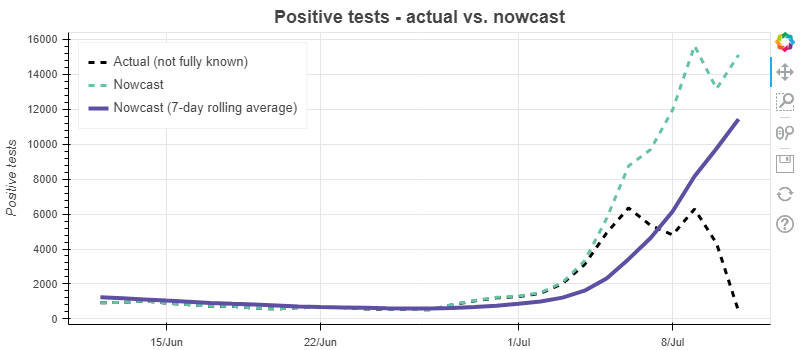 Positive tests - actual vs. nowcast
Actual (not fully known)
Nowcast
Nowcast (7-day rolling average)
Positive tests
16000
14000
12000
10000
8000
6000
4000
2000
0
15/Jun
22/Jun
1/Jul
8/Jul